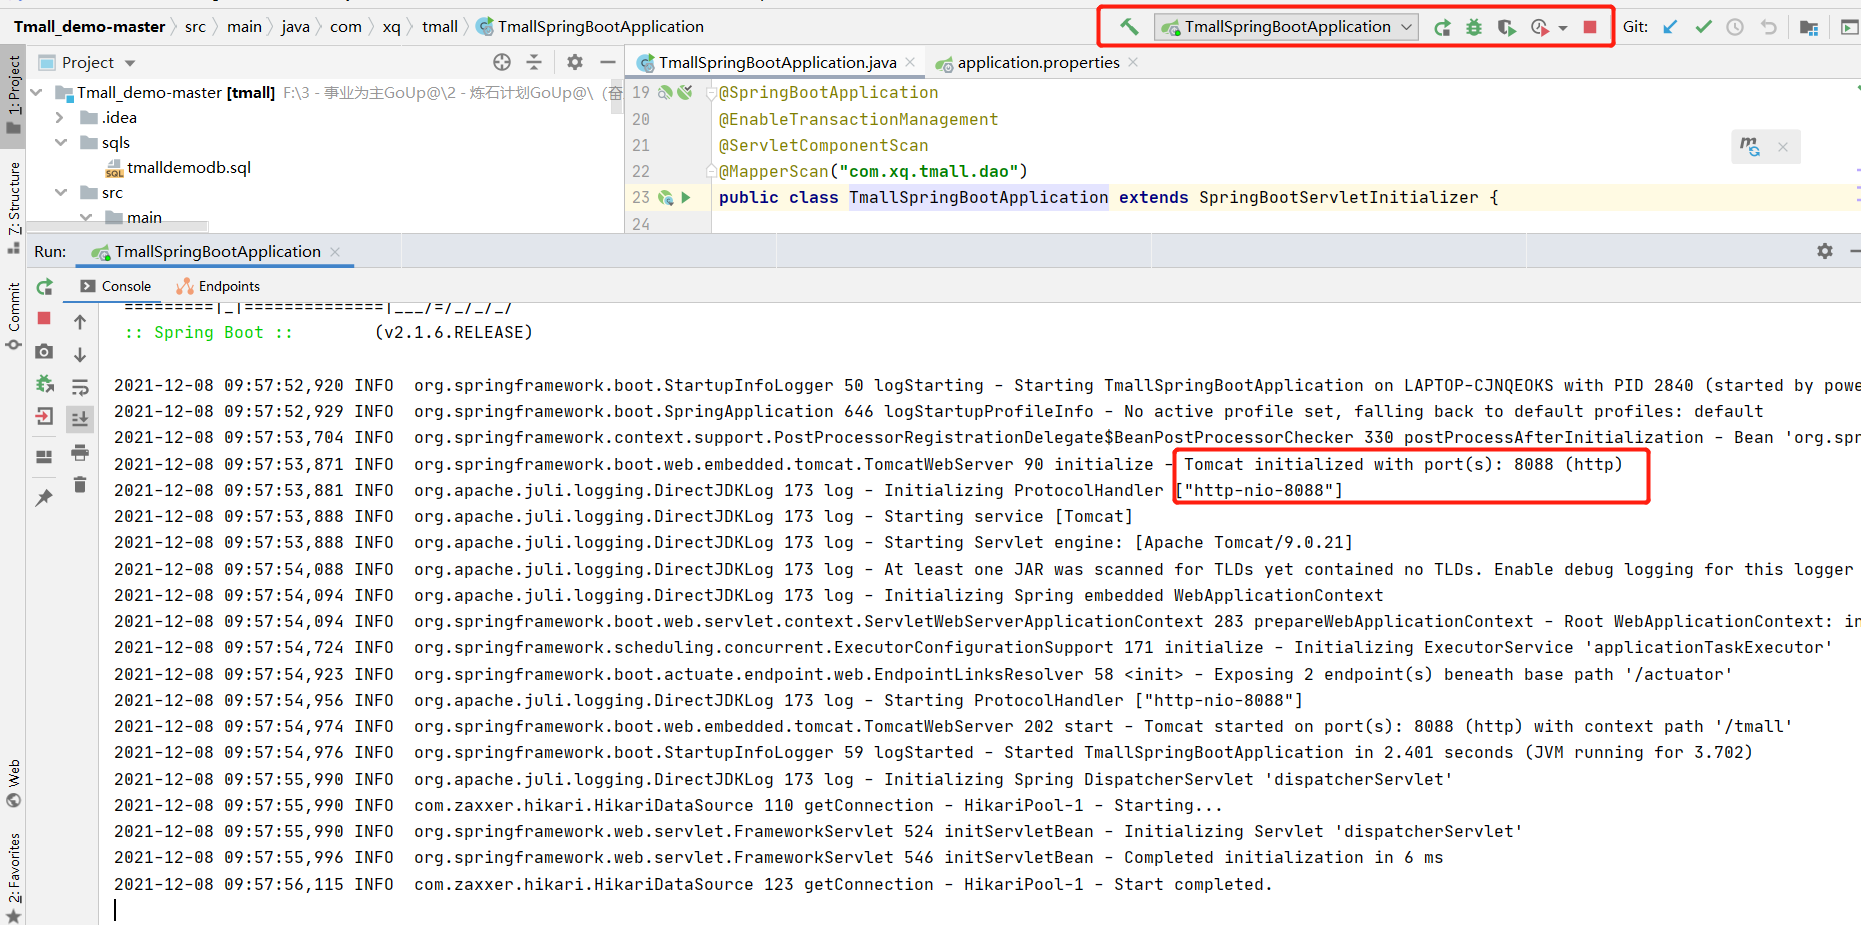 Tmall_demo-master src main java com xq tmall TmallSpringBootApplication
TmallSpringBootApplication
Git:
Project
TmallSpringBootApplication.java
application.properties
1: Project
7: Structure
Commit
Web
2: Favorites
Tmall_demo-master [tmall] F:\3 - 事业为主GoUp@\2 - 炼石计划GoUp@\（奋
.idea
sqls
tmalldemodb.sql
src
main
19 @SpringBootApplication
20 @EnableTransactionManagement
21 @ServletComponentScan
22 @MapperScan("com.xq.tmall.dao")
23 public class TmallSpringBootApplication extends SpringBootServletInitializer {
24
Run: TmallSpringBootApplication
Console Endpoints
=========|_|==============|___/=/_/_/_/
:: Spring Boot :: (v2.1.6.RELEASE)
2021-12-08 09:57:52,920 INFO org.springframework.boot.StartupInfoLogger 50 logStarting - Starting TmallSpringBootApplication on LAPTOP-CJNQEOKS with PID 2840 (started by powe
2021-12-08 09:57:52,929 INFO org.springframework.boot.SpringApplication 646 logStartupProfileInfo - No active profile set, falling back to default profiles: default
2021-12-08 09:57:53,704 INFO org.springframework.context.support.PostProcessorRegistrationDelegate$BeanPostProcessorChecker 330 postProcessAfterInitialization - Bean 'org.spr
2021-12-08 09:57:53,871 INFO org.springframework.boot.web.embedded.tomcat.TomcatWebServer 90 initialize - Tomcat initialized with port(s): 8088 (http)
2021-12-08 09:57:53,881 INFO org.apache.juli.logging.DirectJDKLog 173 log - Initializing ProtocolHandler ["http-nio-8088"]
2021-12-08 09:57:53,888 INFO org.apache.juli.logging.DirectJDKLog 173 log - Starting service [Tomcat]
2021-12-08 09:57:53,888 INFO org.apache.juli.logging.DirectJDKLog 173 log - Starting Servlet engine: [Apache Tomcat/9.0.21]
2021-12-08 09:57:54,088 INFO org.apache.juli.logging.DirectJDKLog 173 log - At least one JAR was scanned for TLDs yet contained no TLDs. Enable debug logging for this logger
2021-12-08 09:57:54,094 INFO org.apache.juli.logging.DirectJDKLog 173 log - Initializing Spring embedded WebApplicationContext
2021-12-08 09:57:54,094 INFO org.springframework.boot.web.servlet.context.ServletWebServerApplicationContext 283 prepareWebApplicationContext - Root WebApplicationContext: in
2021-12-08 09:57:54,724 INFO org.springframework.scheduling.concurrent.ExecutorConfigurationSupport 171 initialize - Initializing ExecutorService 'applicationTaskExecutor'
2021-12-08 09:57:54,923 INFO org.springframework.boot.actuate.endpoint.web.EndpointLinksResolver 58 <init> - Exposing 2 endpoint(s) beneath base path '/actuator'
2021-12-08 09:57:54,956 INFO org.apache.juli.logging.DirectJDKLog 173 log - Starting ProtocolHandler ["http-nio-8088"]
2021-12-08 09:57:54,974 INFO org.springframework.boot.web.embedded.tomcat.TomcatWebServer 202 start - Tomcat started on port(s): 8088 (http) with context path '/tmall'
2021-12-08 09:57:54,976 INFO org.springframework.boot.StartupInfoLogger 59 logStarted - Started TmallSpringBootApplication in 2.401 seconds (JVM running for 3.702)
2021-12-08 09:57:55,990 INFO org.apache.juli.logging.DirectJDKLog 173 log - Initializing Spring DispatcherServlet 'dispatcherServlet'
2021-12-08 09:57:55,990 INFO com.zaxxer.hikari.HikariDataSource 110 getConnection - HikariPool-1 - Starting...
2021-12-08 09:57:55,990 INFO org.springframework.web.servlet.FrameworkServlet 524 initServletBean - Initializing Servlet 'dispatcherServlet'
2021-12-08 09:57:55,996 INFO org.springframework.web.servlet.FrameworkServlet 546 initServletBean - Completed initialization in 6 ms
2021-12-08 09:57:56,115 INFO com.zaxxer.hikari.HikariDataSource 123 getConnection - HikariPool-1 - Start completed.